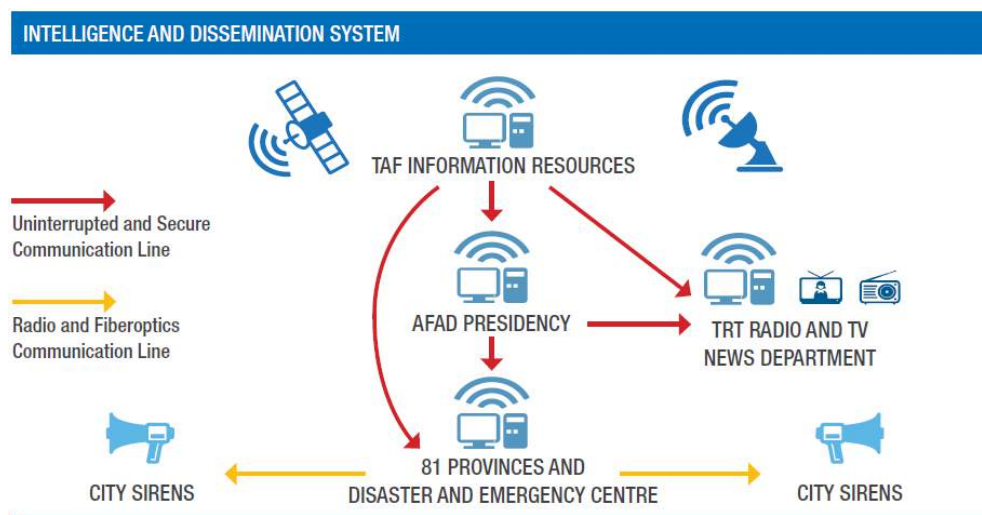 INTELLIGENCE AND DISSEMINATION SYSTEM
TAF INFORMATION RESOURCES
Uninterrupted and Secure
Communication Line
Radio and Fiberoptics
Communication Line
AFAD PRESIDENCY
TRT RADIO AND TV
NEWS DEPARTMENT
81 PROVINCES AND
DISASTER AND EMERGENCY CENTRE
CITY SIRENS
CITY SIRENS